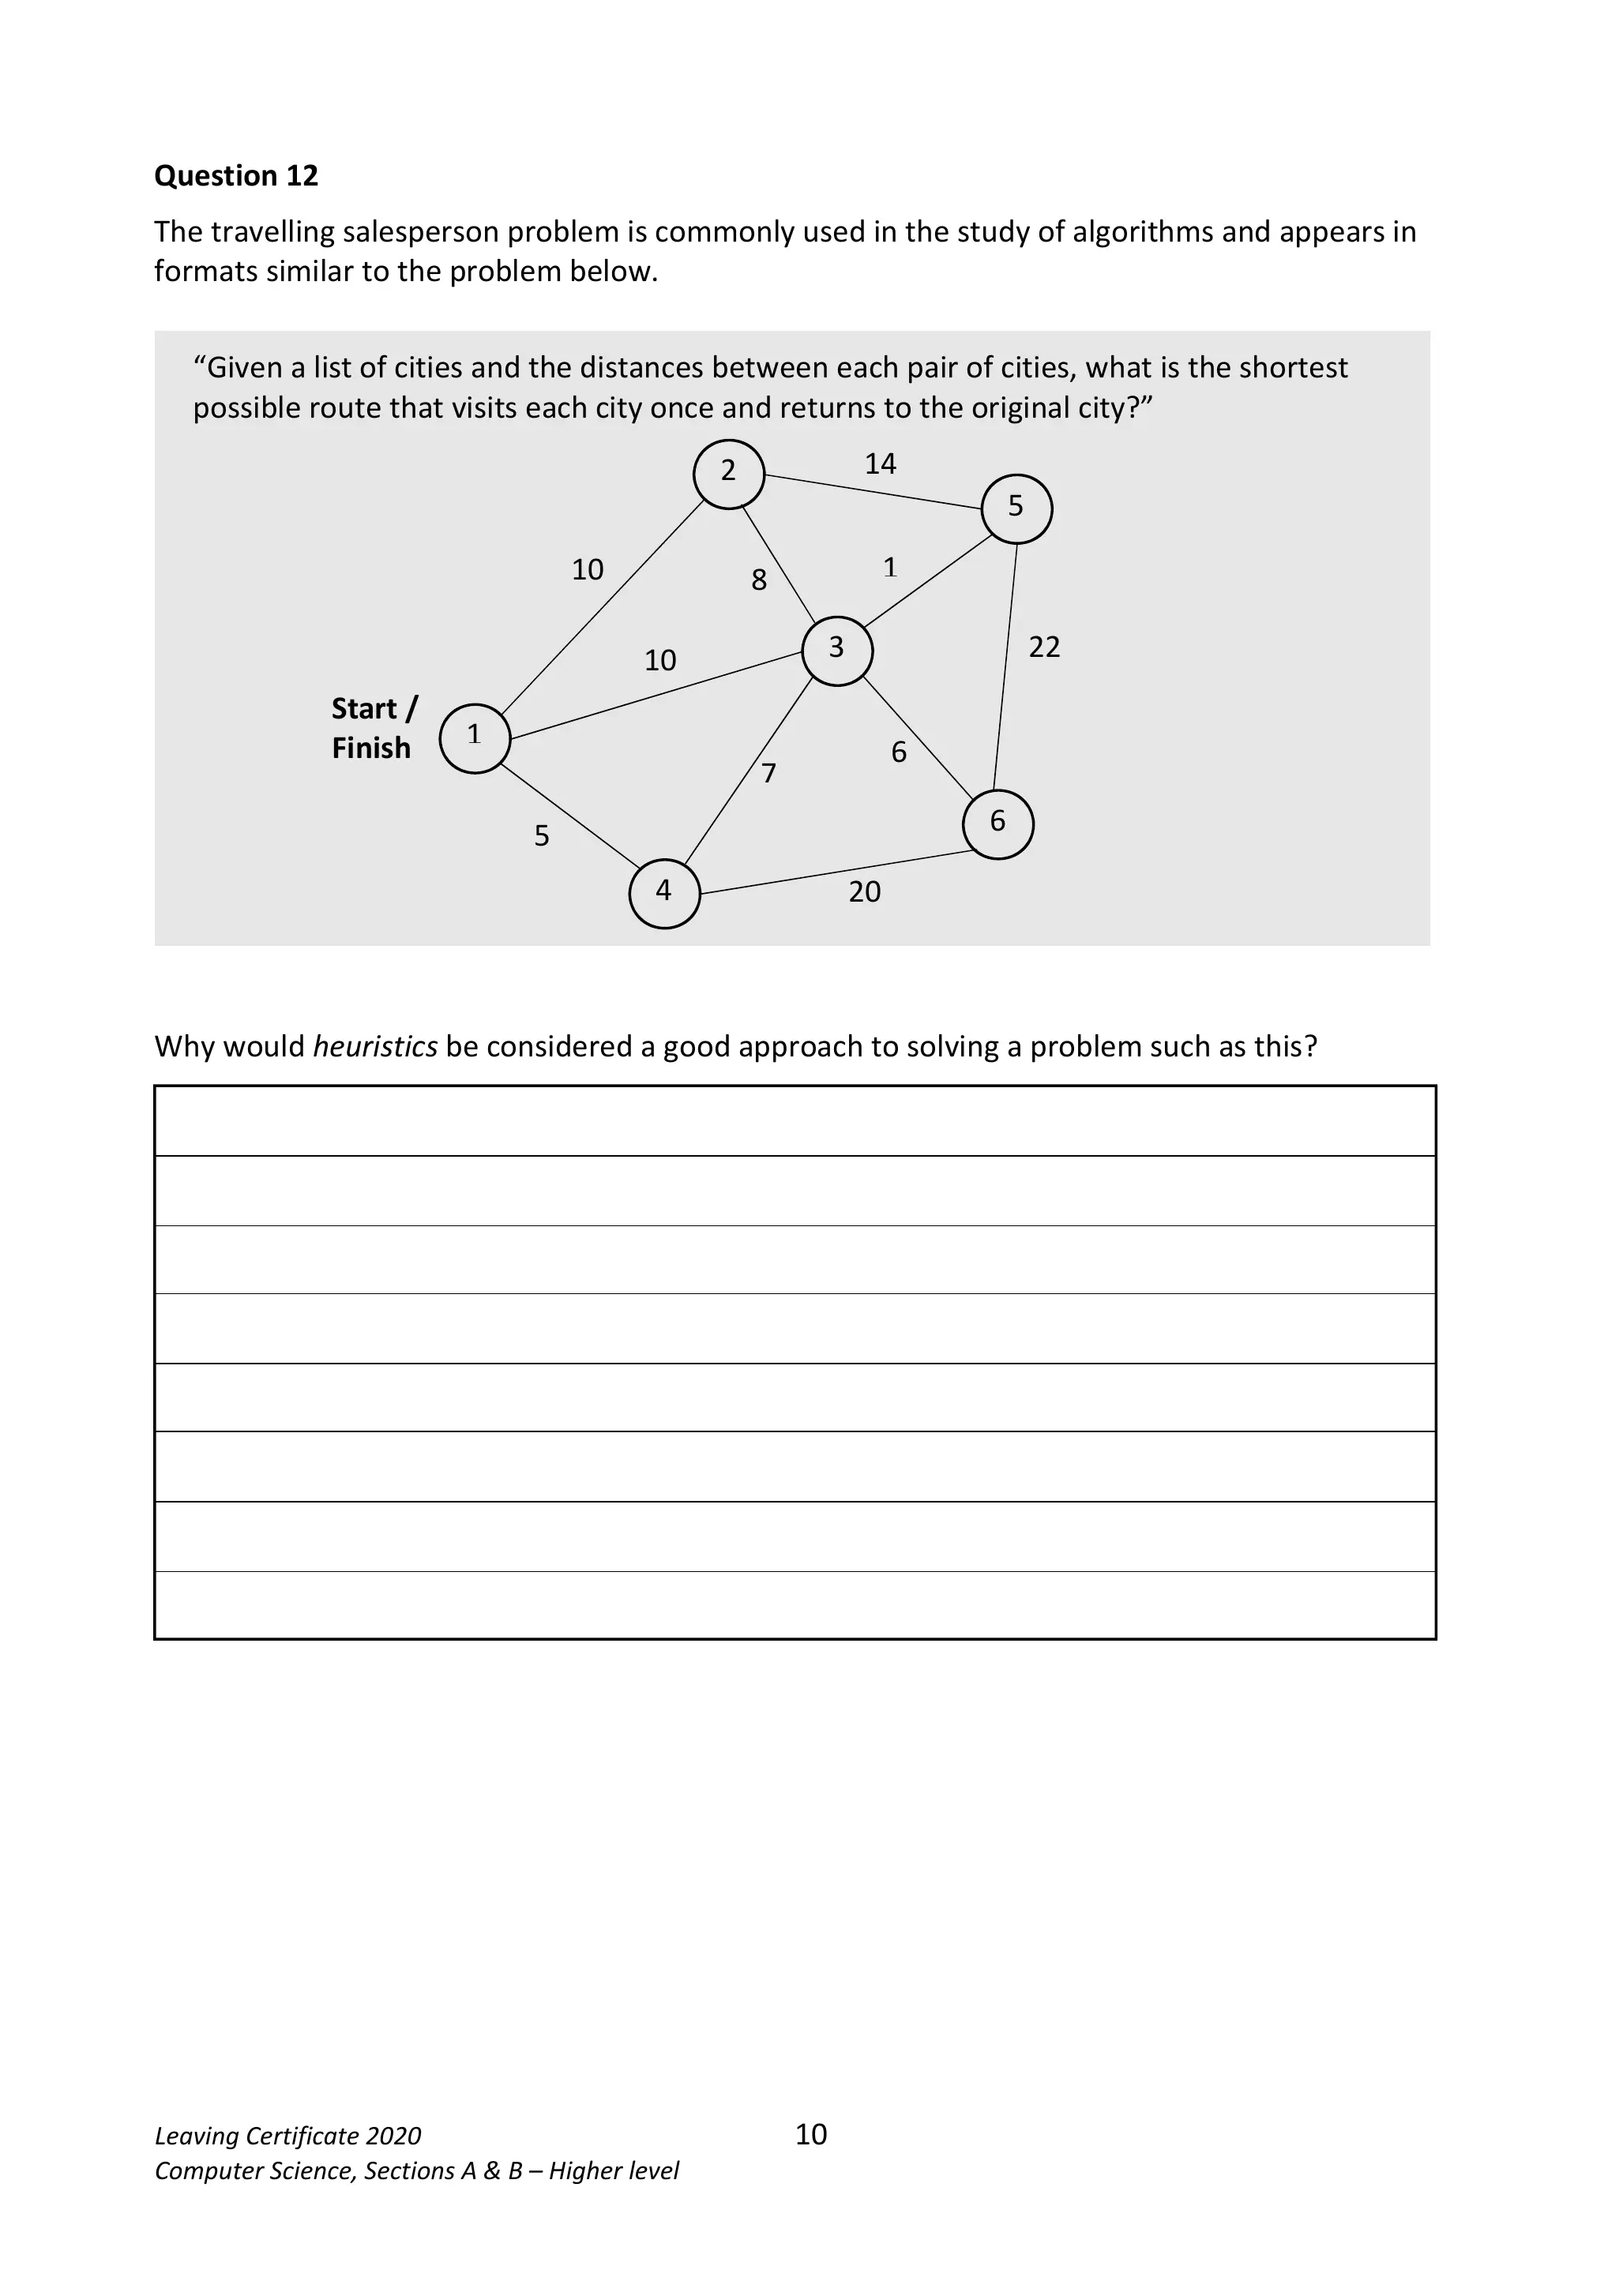 Question 12
The travelling salesperson problem is commonly used in the study of algorithms and appears in
formats similar to the problem below.
“Given a list of cities and the distances between each pair of cities, what is the shortest
possible route that visits each city once and returns to the original city?”
2
14
5
10
8
1
3
22
10
Start /
Finish
1
6
7
5
6
4
20
Why would heuristics be considered a good approach to solving a problem such as this?
Leaving Certificate 2020
10
Computer Science, Sections A & B – Higher level